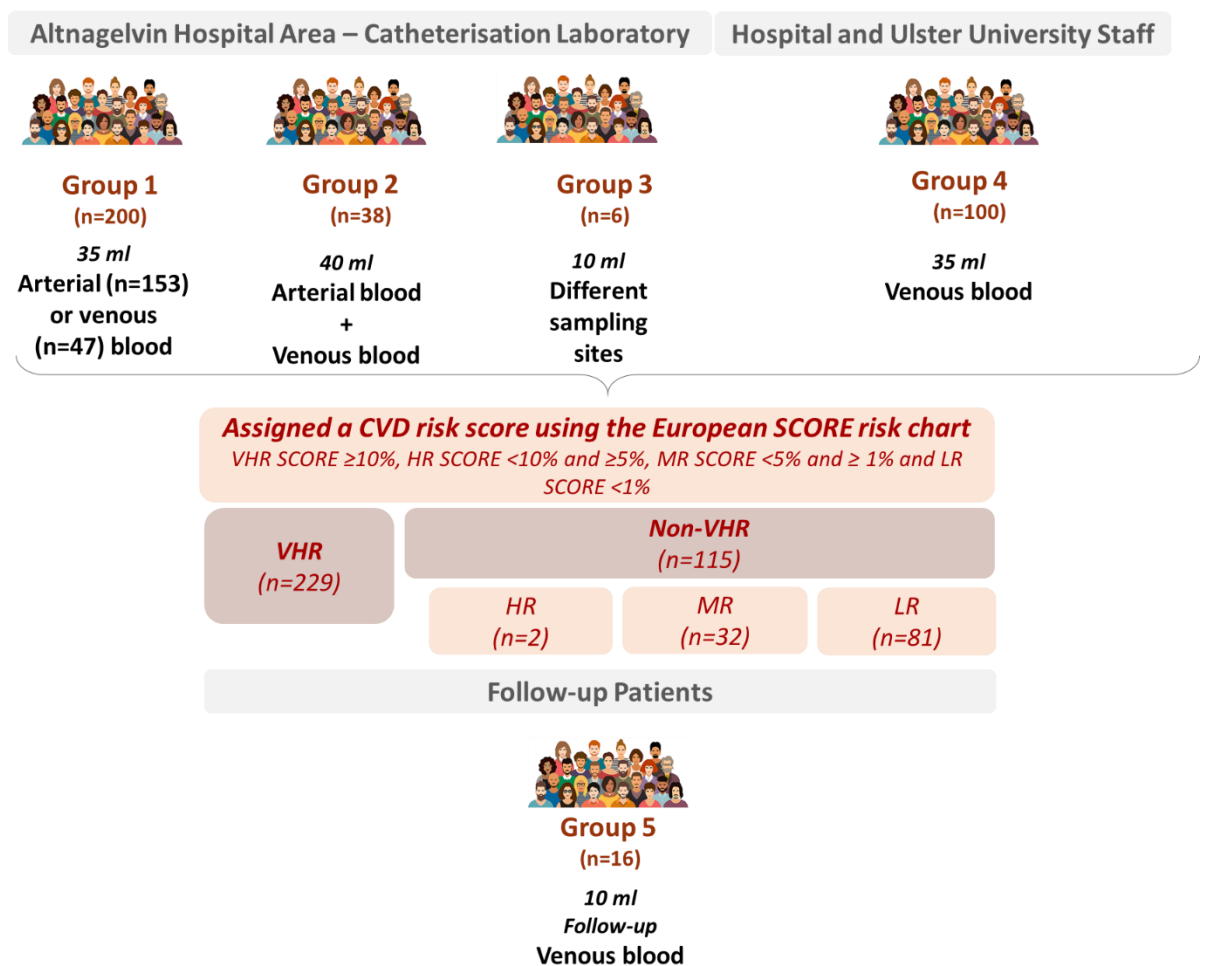 Altnagelvin Hospital Area – Catheterisation Laboratory
Hospital and Ulster University Staff
Group 1
(n=200)
35 ml
Arterial (n=153)
or venous
(n=47) blood
Group 2
(n=38)
40 ml
Arterial blood
+
Venous blood
Group 3
(n=6)
10 ml
Different
sampling
sites
Group 4
(n=100)
35 ml
Venous blood
Assigned a CVD risk score using the European SCORE risk chart
VHR SCORE ≥10%, HR SCORE <10% and ≥5%, MR SCORE <5% and ≥ 1% and LR
SCORE <1%
VHR
(n=229)
Non-VHR
(n=115)
HR
(n=2)
MR
(n=32)
LR
(n=81)
Follow-up Patients
Group 5
(n=16)
10 ml
Follow-up
Venous blood